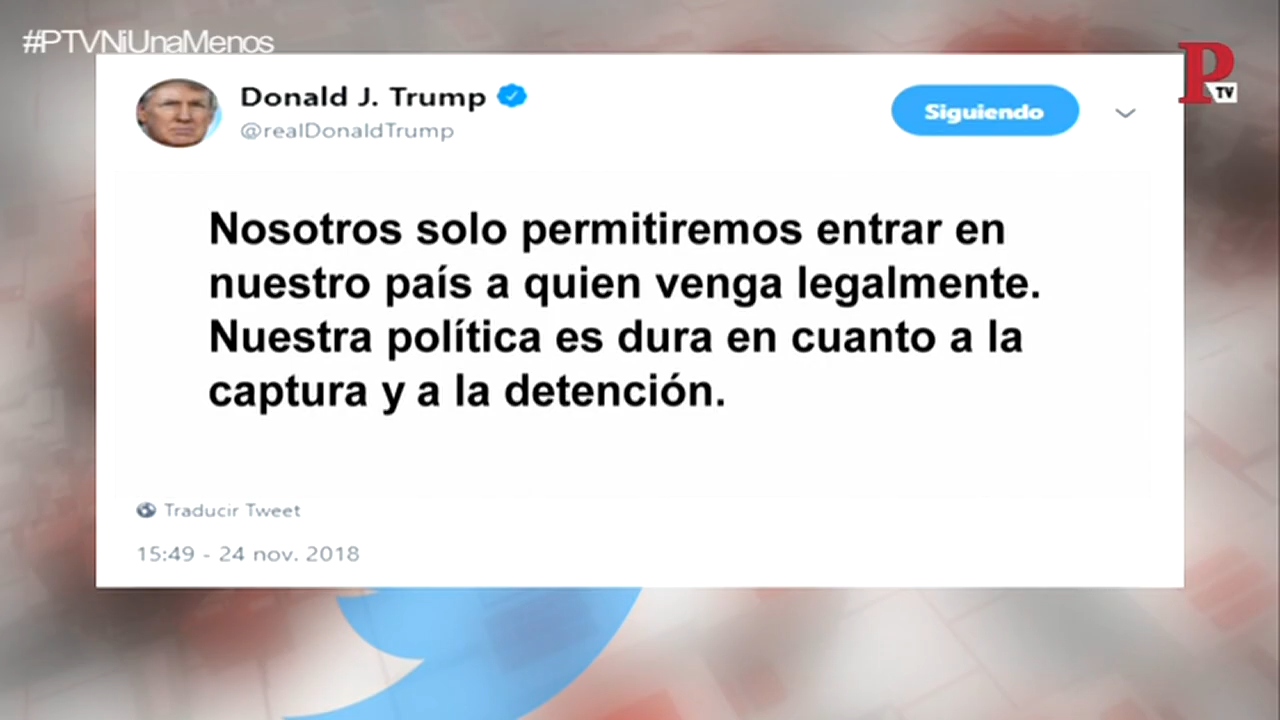 #PTVNiUnaMenos
P
TV
Donald J. Trump
@realDonaldTrump
Siguiendo
Nosotros solo permitiremos entrar en
nuestro país a quien venga legalmente.
Nuestra política es dura en cuanto a la
captura y a la detención.
Traducir Tweet
15:49 - 24 nov. 2018